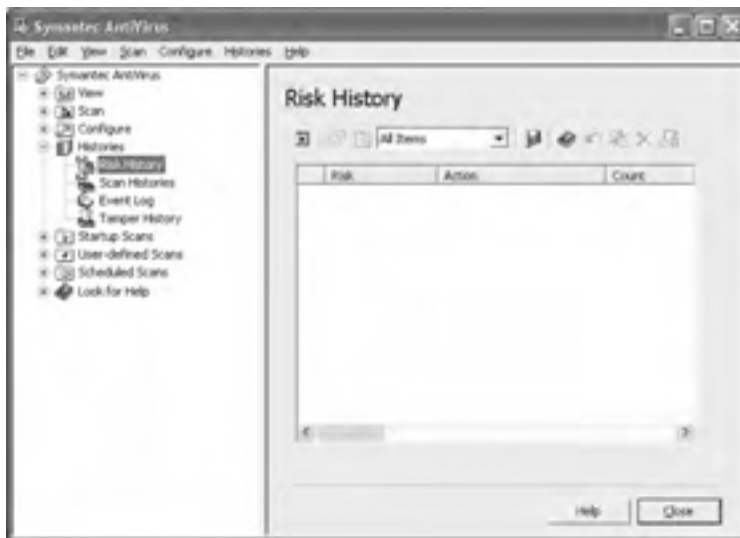 Symantec AntiVirus
File Edit View Scan Configure Histories Help
Symantec AntiVirus
View
Scan
Configure
Histories
Risk History
Scan Histories
Event Log
Tamper History
Startup Scans
User-defined Scans
Scheduled Scans
Look for Help
Risk History
All Items
Risk Action Count
Help Close